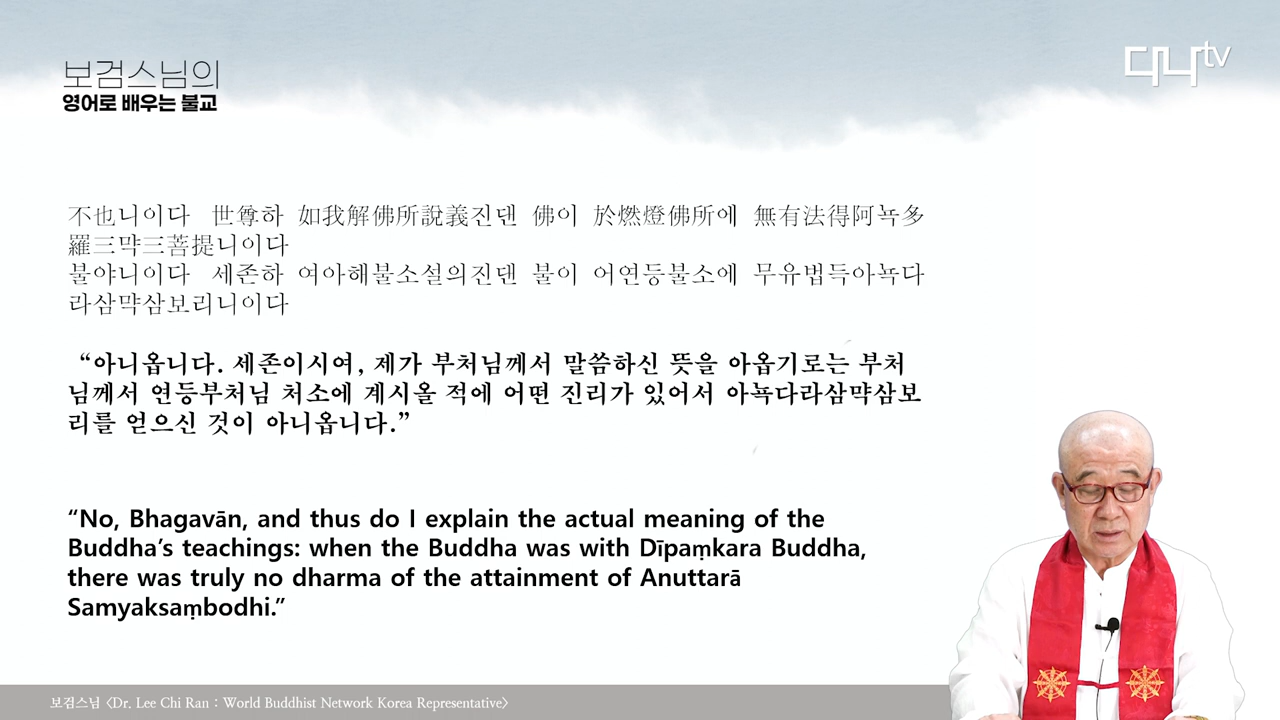 보검스님의
영어로 배우는 불교
다나tv
不也니이다 世尊하 如我解佛所說義진댄 佛이 於燃燈佛所에 無有法得阿뇩多
羅三먁三菩提니이다
불야니이다 세존하 여아해불소설의진댄 불이 어연등불소에 무유법득아뇩다
라삼먁삼보리니이다
“아니옵니다. 세존이시여, 제가 부처님께서 말씀하신 뜻을 아옵기로는 부처
님께서 연등부처님 처소에 계시올 적에 어떤 진리가 있어서 아뇩다라삼먁삼보
리를 얻으신 것이 아니옵니다.”
“No, Bhagavān, and thus do I explain the actual meaning of the
Buddha’s teachings: when the Buddha was with Dīpaṃkara Buddha,
there was truly no dharma of the attainment of Anuttarā
Samyaksaṃbodhi.”
보검스님 <Dr. Lee Chi Ran : World Buddhist Network Korea Representative>